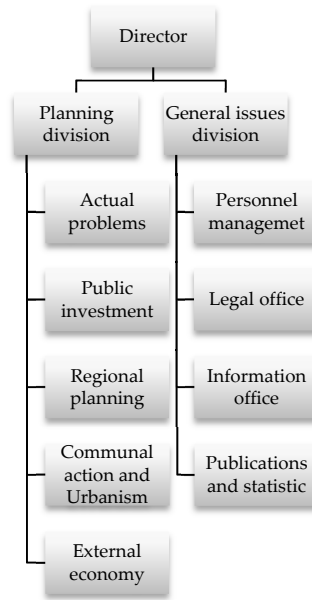 Director
Planning
division
General issues
division
Actual
problems
Public
investment
Regional
planning
Communal
action and
Urbanism
External
economy
Personnel
managemet
Legal office
Information
office
Publications
and statistic